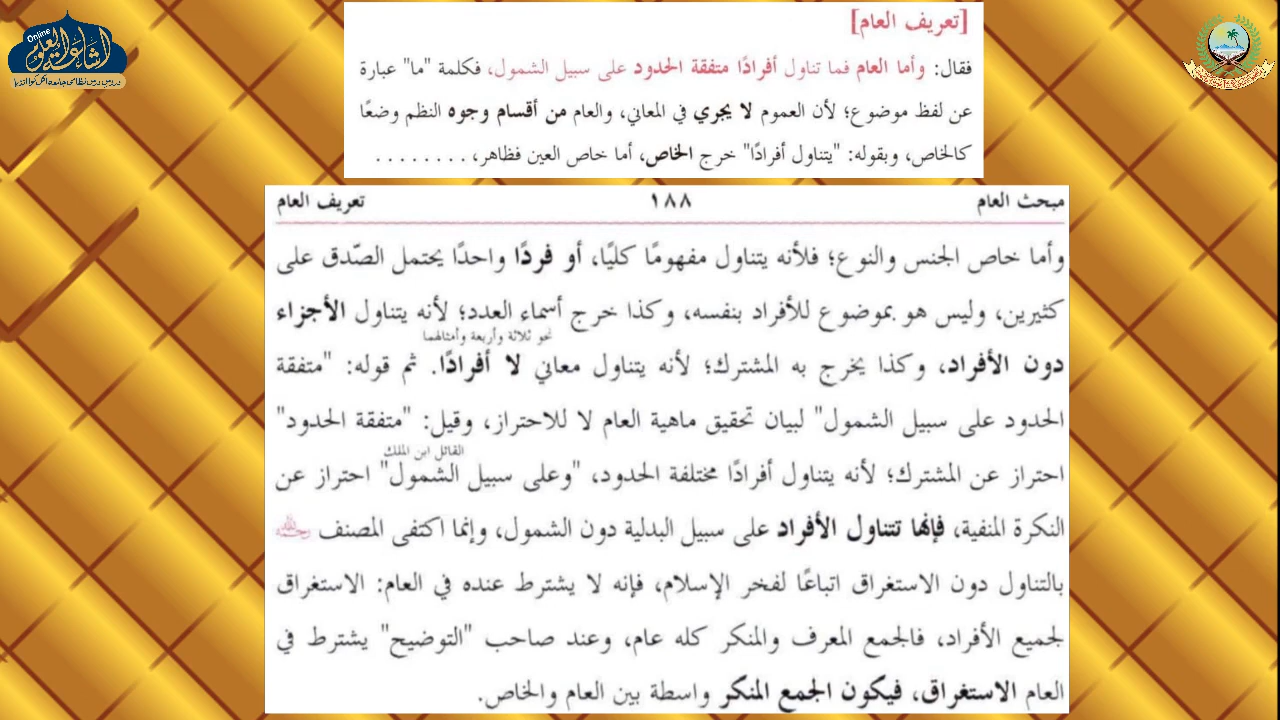 Online
اشاعة العلوم
[تعريف العام]
فقال: وأما العام فما تناول أفرادًا متفقة الحدود على سبيل الشمول، فكلمة "ما" عبارة
عن لفظ موضوع؛ لأن العموم لا يجري في المعاني، والعام من أقسام وجوه النظم وضعًا
كالخاص، وبقوله: "يتناول أفرادًا" خرج الخاص، أما خاص العين فظاهر، . . . . . . . .
مبحث العام ١٨٨ تعريف العام
وأما خاص الجنس والنوع؛ فلأنه يتناول مفهومًا كليًا، أو فردًا واحدًا يحتمل الصّدق على
كثيرين، وليس هو بموضوع للأفراد بنفسه، وكذا خرج أسماء العدد؛ لأنه يتناول الأجزاء
نحو ثلاثة وأربعة وأمثالهما
دون الأفراد، وكذا يخرج به المشترك؛ لأنه يتناول معاني لا أفرادًا. ثم قوله: "متفقة
الحدود على سبيل الشمول" لبيان تحقيق ماهية العام لا للاحتراز، وقيل: "متفقة الحدود"
القائل ابن الملك
احتراز عن المشترك؛ لأنه يتناول أفرادًا مختلفة الحدود، "وعلى سبيل الشمول" احتراز عن
النكرة المنفية، فإنها تتناول الأفراد على سبيل البدلية دون الشمول، وإنما اكتفى المصنف رحمه الله
بالتناول دون الاستغراق اتباعًا لفخر الإسلام، فإنه لا يشترط عنده في العام: الاستغراق
لجميع الأفراد، فالجمع المعرف والمنكر كله عام، وعند صاحب "التوضيح" يشترط في
العام الاستغراق، فيكون الجمع المنكر واسطة بين العام والخاص.